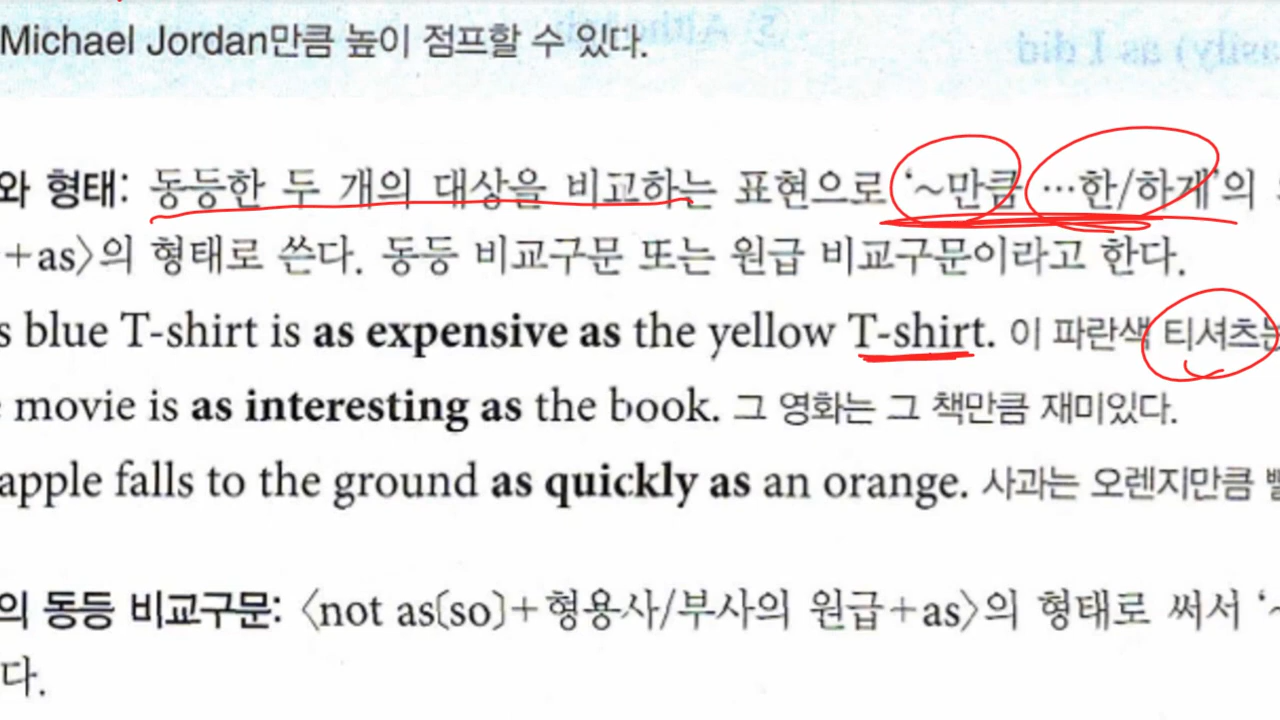 Michael Jordan만큼 높이 점프할 수 있다.
와 형태: 동등한 두 개의 대상을 비교하는 표현으로 ‘~만큼 …한/하게’의
+as>의 형태로 쓴다. 동등 비교구문 또는 원급 비교구문이라고 한다.
s blue T-shirt is as expensive as the yellow T-shirt. 이 파란색 티셔츠는
movie is as interesting as the book. 그 영화는 그 책만큼 재미있다.
apple falls to the ground as quickly as an orange. 사과는 오렌지만큼
의 동등 비교구문: <not as(so)+형용사/부사의 원급+as>의 형태로 써서 ‘~
다.